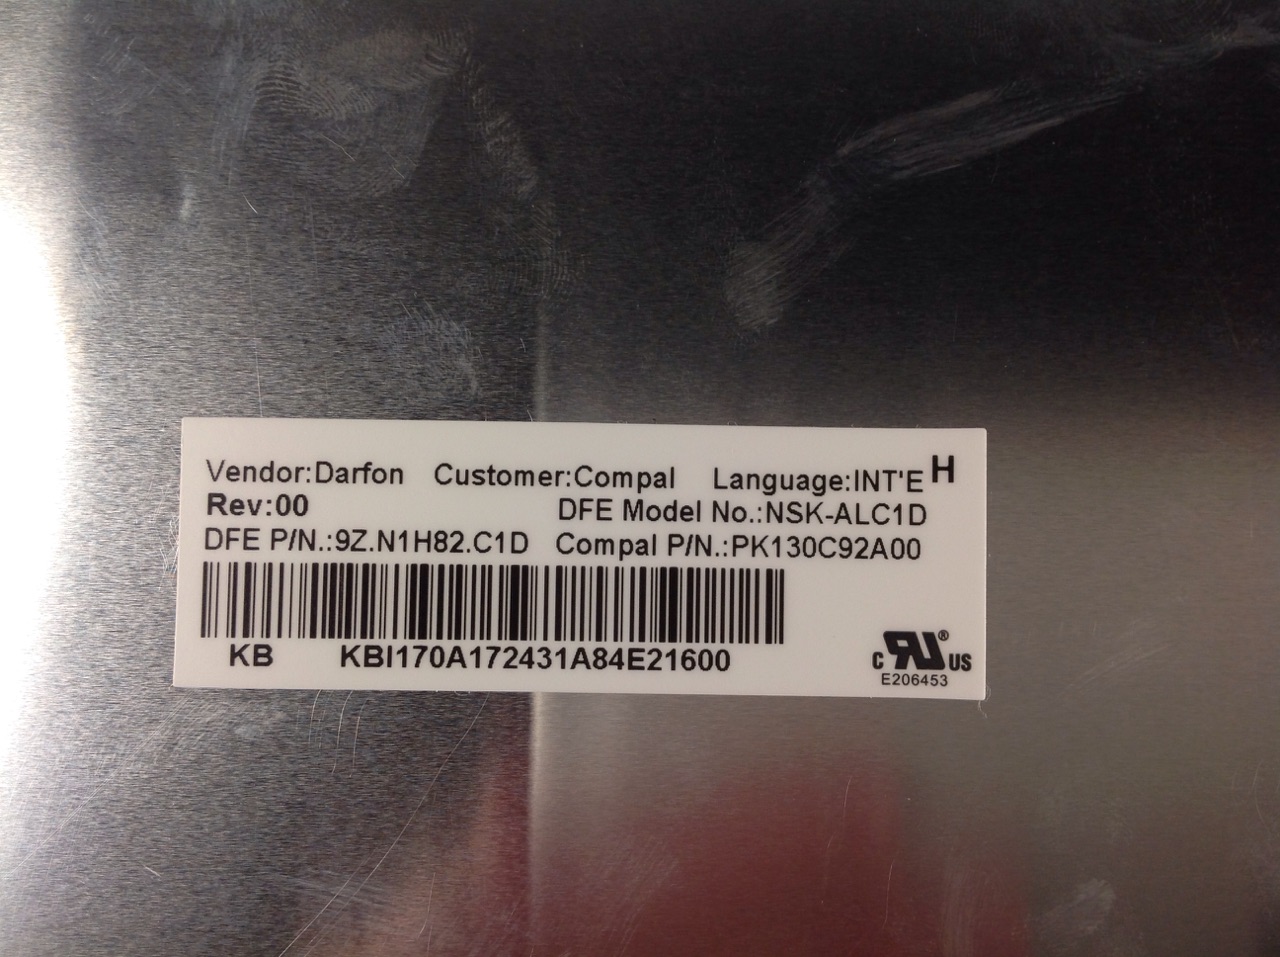 Vendor:Darfon Customer:Compal Language:INT'E H
Rev:00 DFE Model No.:NSK-ALC1D
DFE P/N.:9Z.N1H82.C1D Compal P/N.:PK130C92A00
KB KBI170A172431A84E21600
C RU® US
E206453